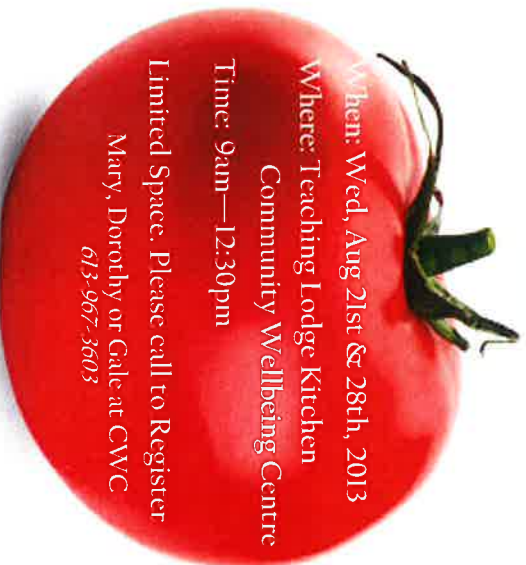 When: Wed, Aug 21st & 28th, 2013
Where: Teaching Lodge Kitchen
Community Wellbeing Centre
Time: 9am—12:30pm
Limited Space. Please call to Register
Mary, Dorothy or Gale at CWC
613-967-3603